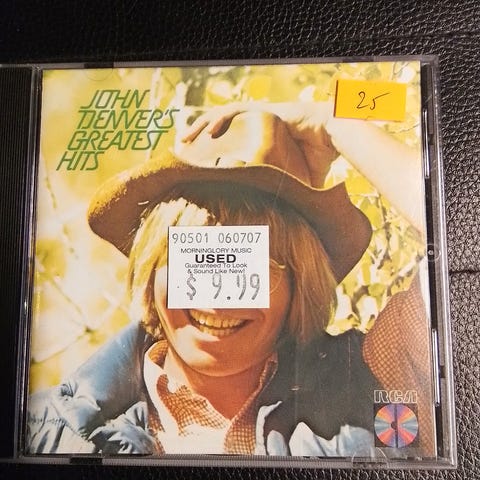 JOHN
DENVER'S
GREATEST
HITS
25
90501 060707
MORNINGLORY MUSIC
USED
Guaranteed To Look
& Sound Like New!
$ 9.99
RCA